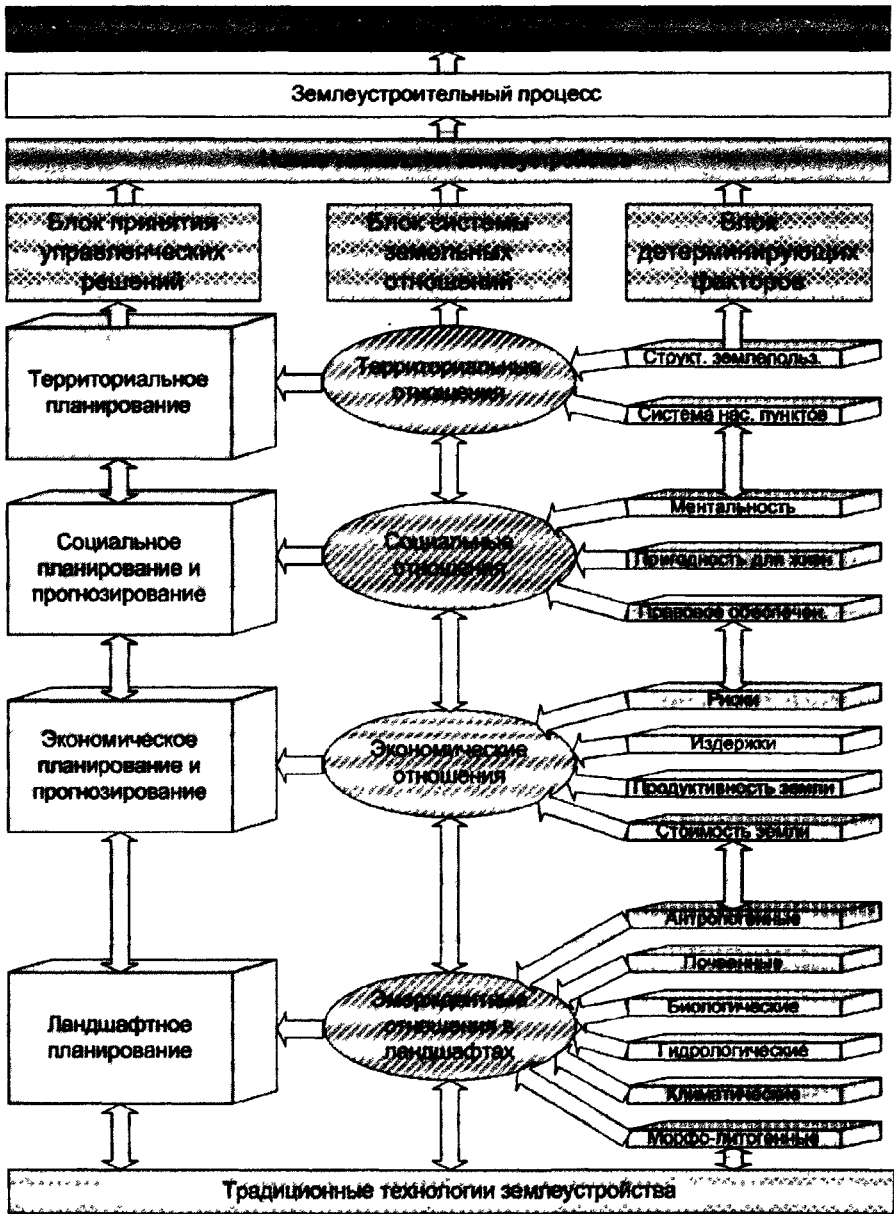 Землеустроительный процесс
землеустройства
Блок принятия
управленческих
решений
Блок системы
земельных
отношений
Блок
детерминирующих
факторов
Территориальное
планирование
Территориальные
отношения
Структ. землепольз.
Система нас. пунктов
Социальное
планирование и
прогнозирование
Социальные
отношения
Ментальность
Пригодность для жизн
Правовое обеспечен.
Экономическое
планирование и
прогнозирование
Экономические
отношения
Риски
Издержки
Продуктивность земли
Стоимость земли
Ландшафтное
планирование
Эмерджентные
отношения в
ландшафтах
Антропогенные
Почвенные
Биологические
Гидрологические
Климатические
Морфо-литогенные
Традиционные технологии землеустройства